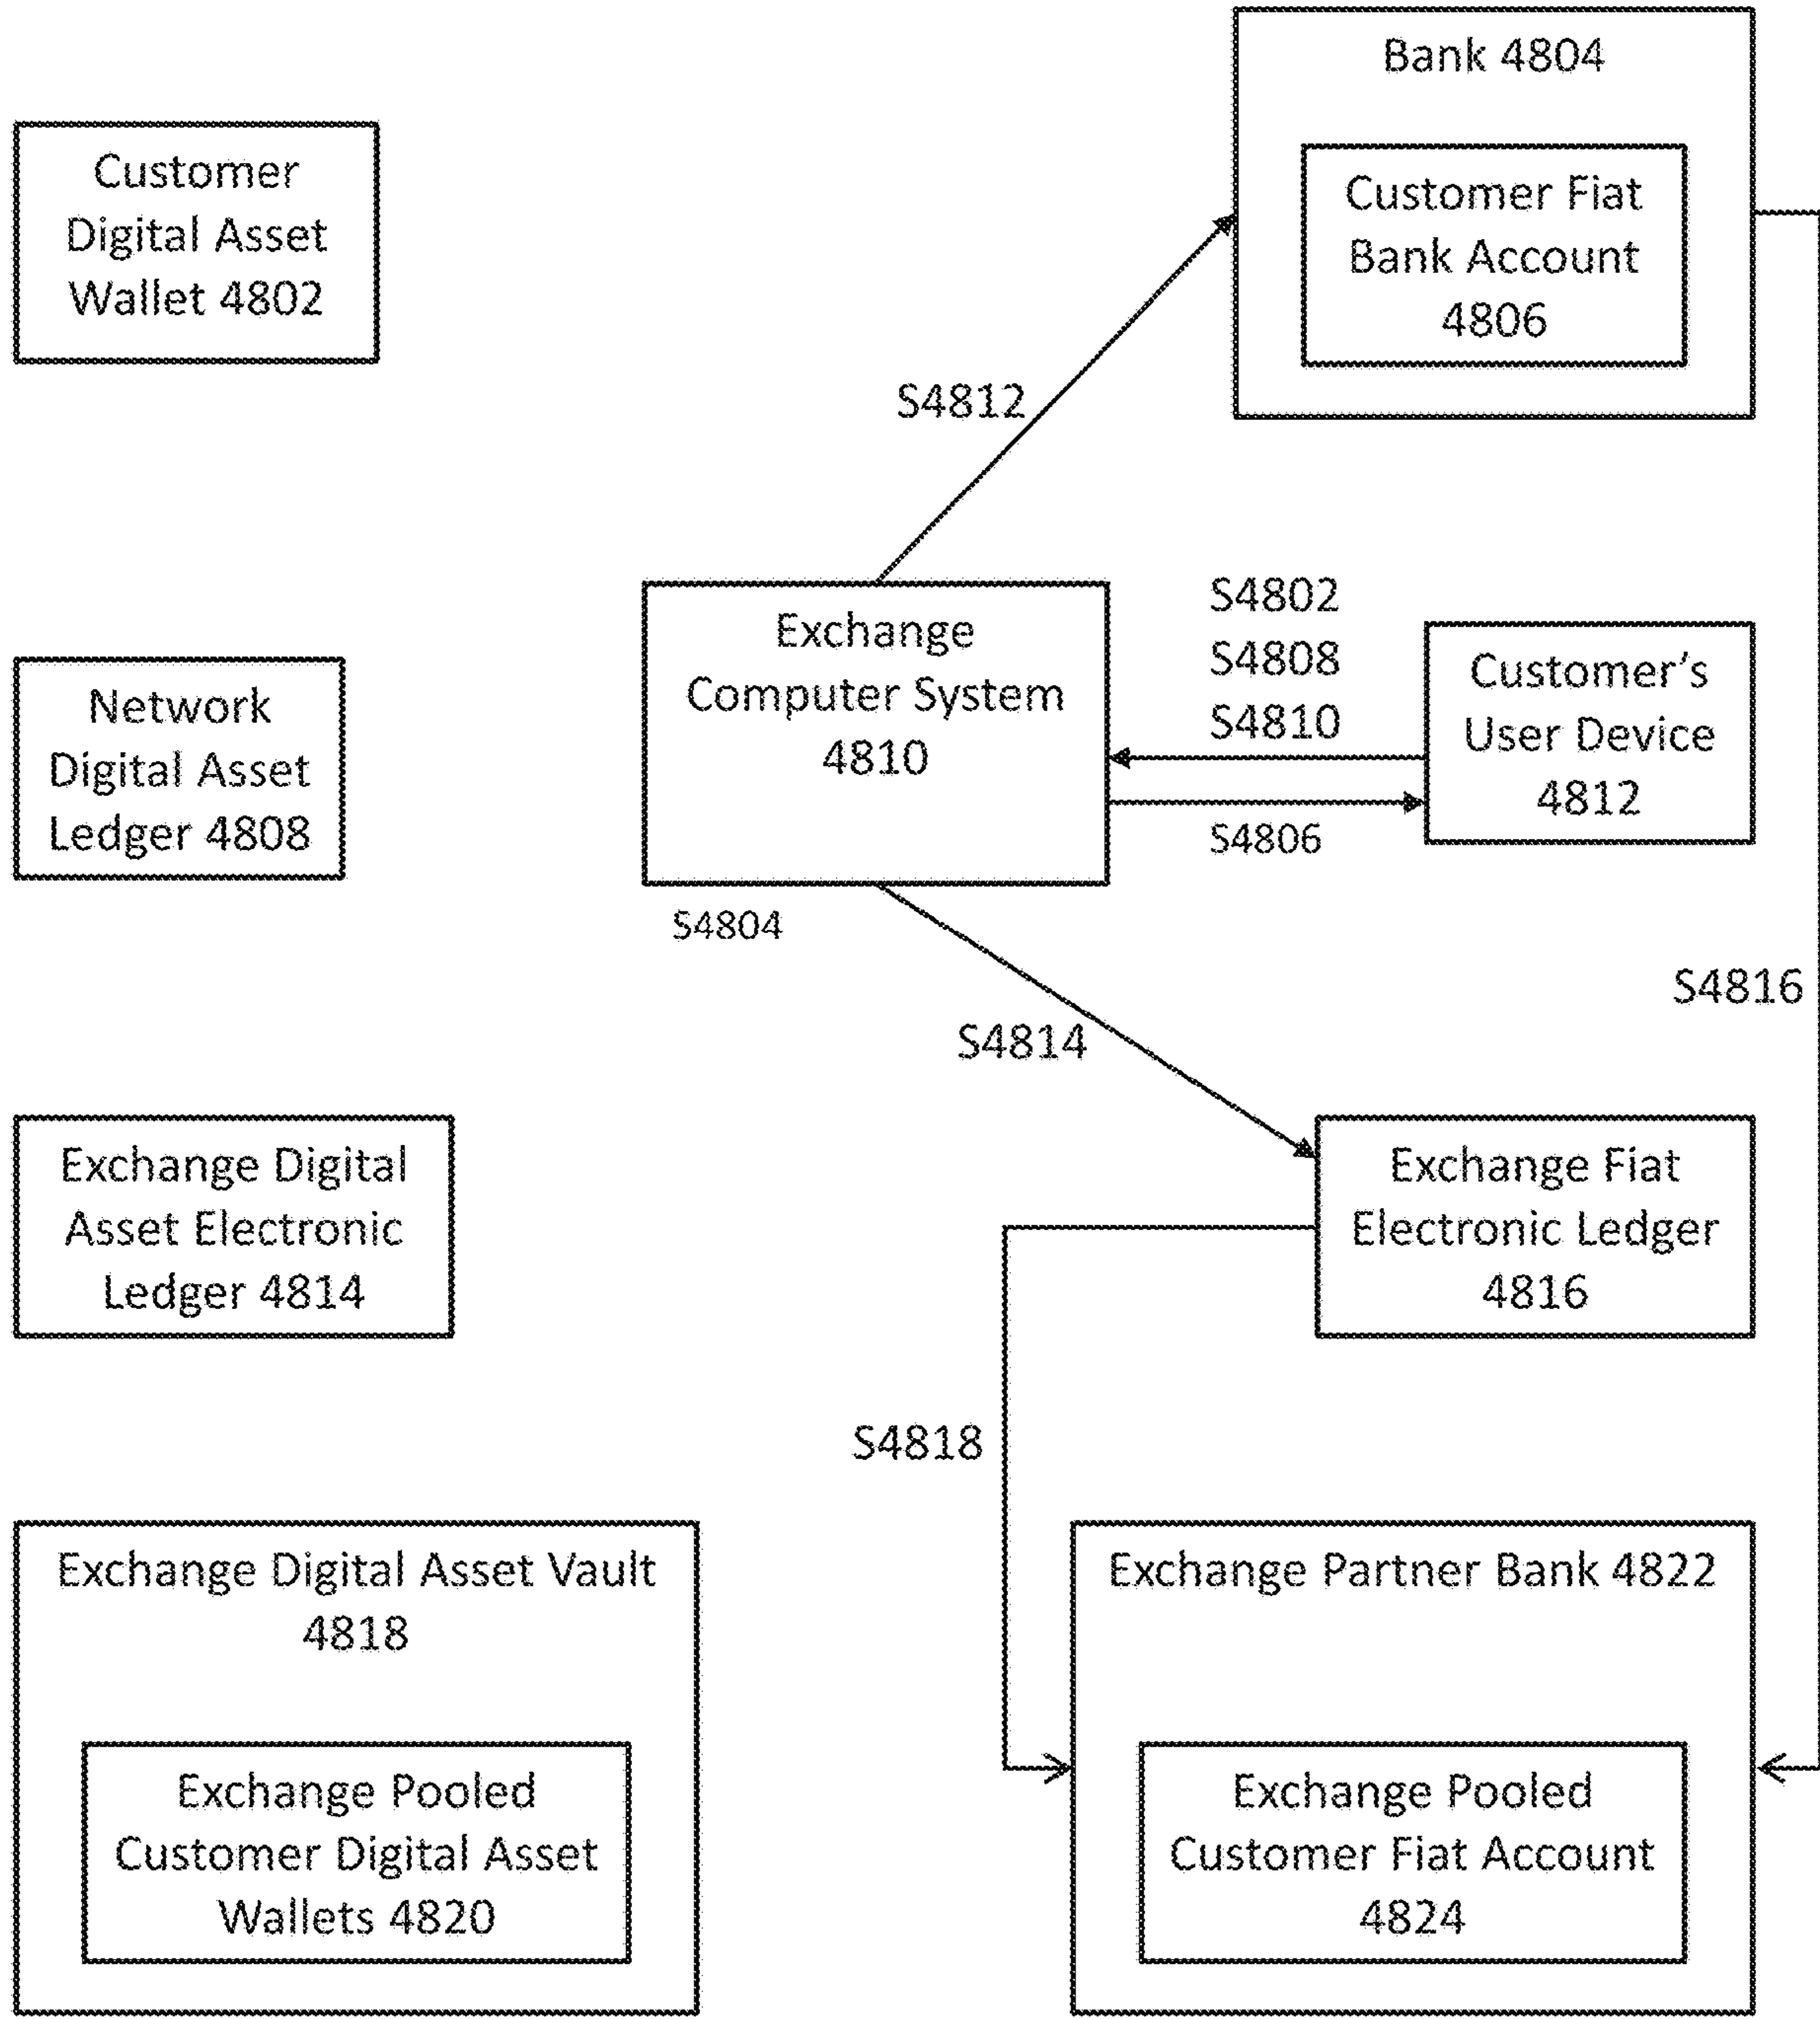 Bank 4804
Customer
Digital Asset
Wallet 4802
Customer Fiat
Bank Account
4806
S4812
Network
Digital Asset
Ledger 4808
Exchange
Computer System
4810
S4802
S4808
S4810
S4806
Customer's
User Device
4812
S4804
S4816
S4814
Exchange Digital
Asset Electronic
Ledger 4814
Exchange Fiat
Electronic Ledger
4816
S4818
Exchange Digital Asset Vault
4818
Exchange Pooled
Customer Digital Asset
Wallets 4820
Exchange Partner Bank 4822
Exchange Pooled
Customer Fiat Account
4824